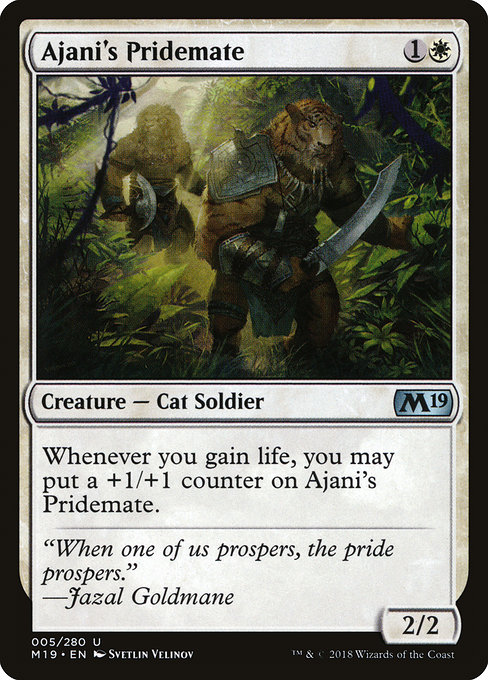 Ajani's Pridemate 1
Creature — Cat Soldier M19
Whenever you gain life, you may
put a +1/+1 counter on Ajani's
Pridemate.
“When one of us prospers, the pride
prospers.”
—Jazal Goldmane
2/2
005/280 U
M19 • EN Svetlin Velinov ™ & © 2018 Wizards of the Coast